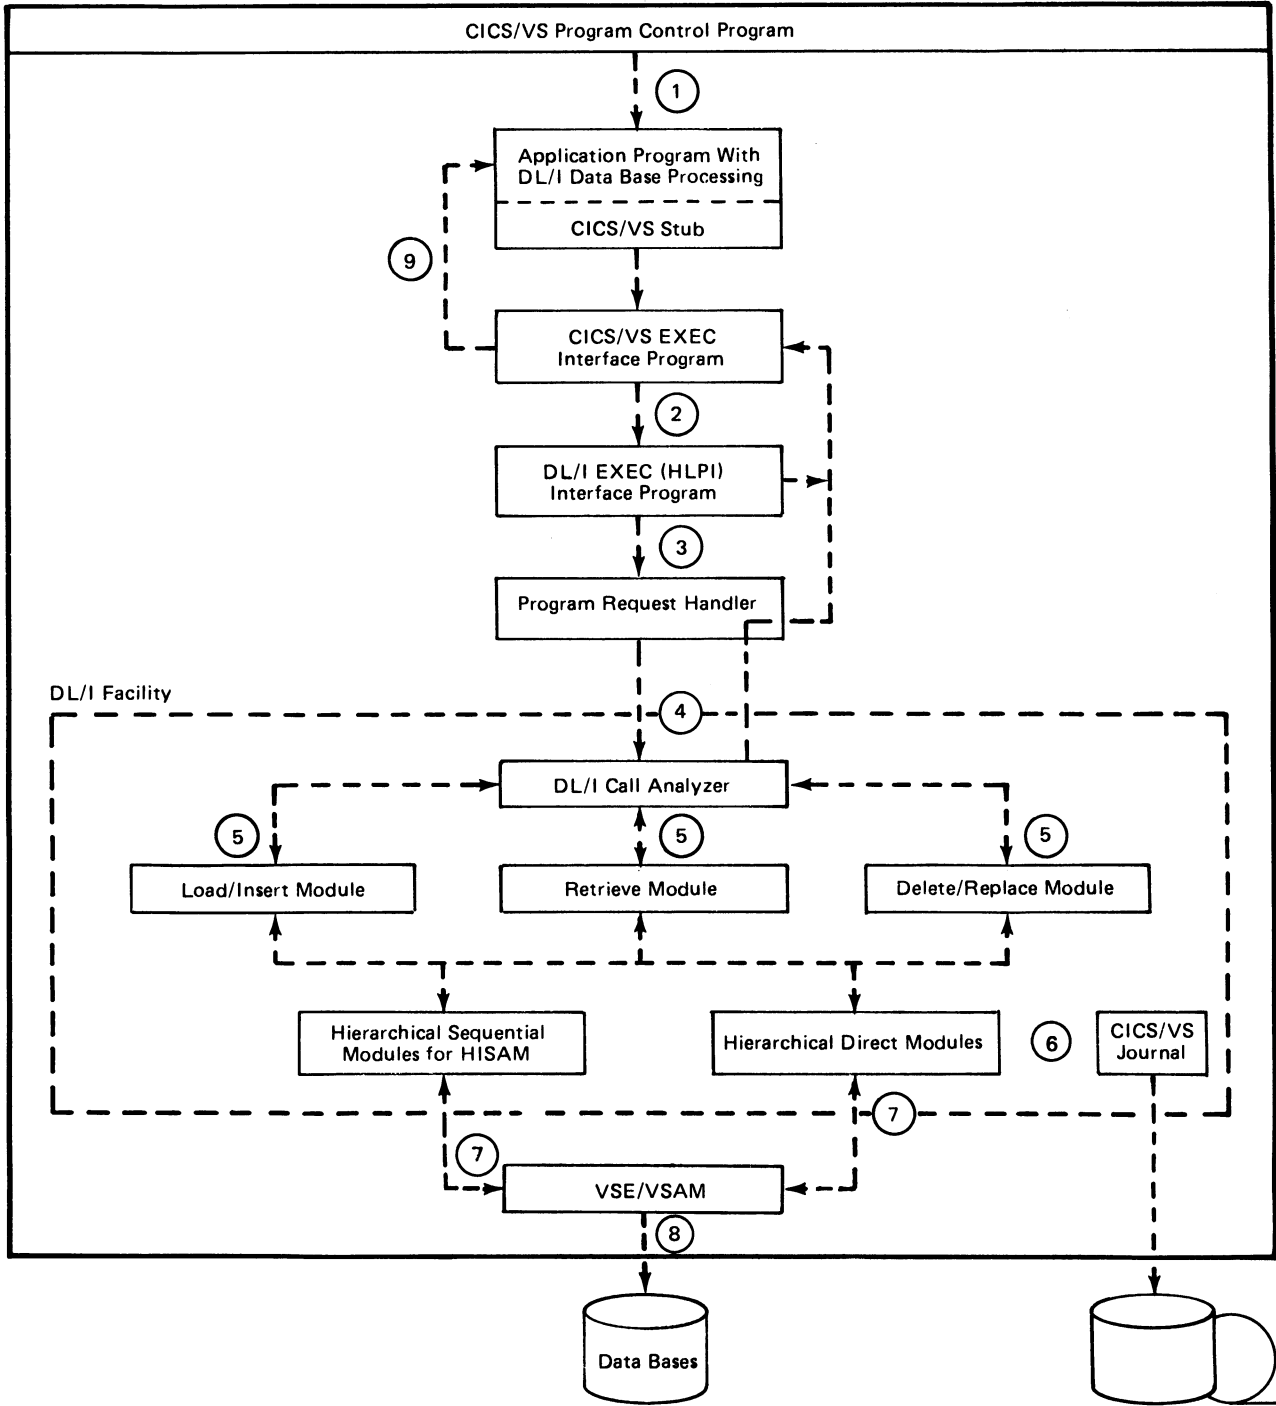 CICS/VS Program Control Program
1
Application Program With
DL/I Data Base Processing
CICS/VS Stub
9
CICS/VS EXEC
Interface Program
2
DL/I EXEC (HLPI)
Interface Program
3
Program Request Handler
DL/I Facility
4
DL/I Call Analyzer
5
5
5
Load/Insert Module
Retrieve Module
Delete/Replace Module
Hierarchical Sequential
Modules for HISAM
Hierarchical Direct Modules
6
CICS/VS
Journal
7
7
VSE/VSAM
8
Data Bases